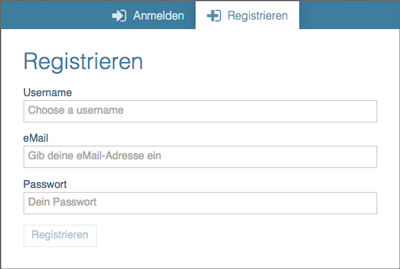 Anmelden Registrieren
Registrieren
Username
Choose a username
eMail
Gib deine eMail-Adresse ein
Passwort
Dein Passwort
Registrieren